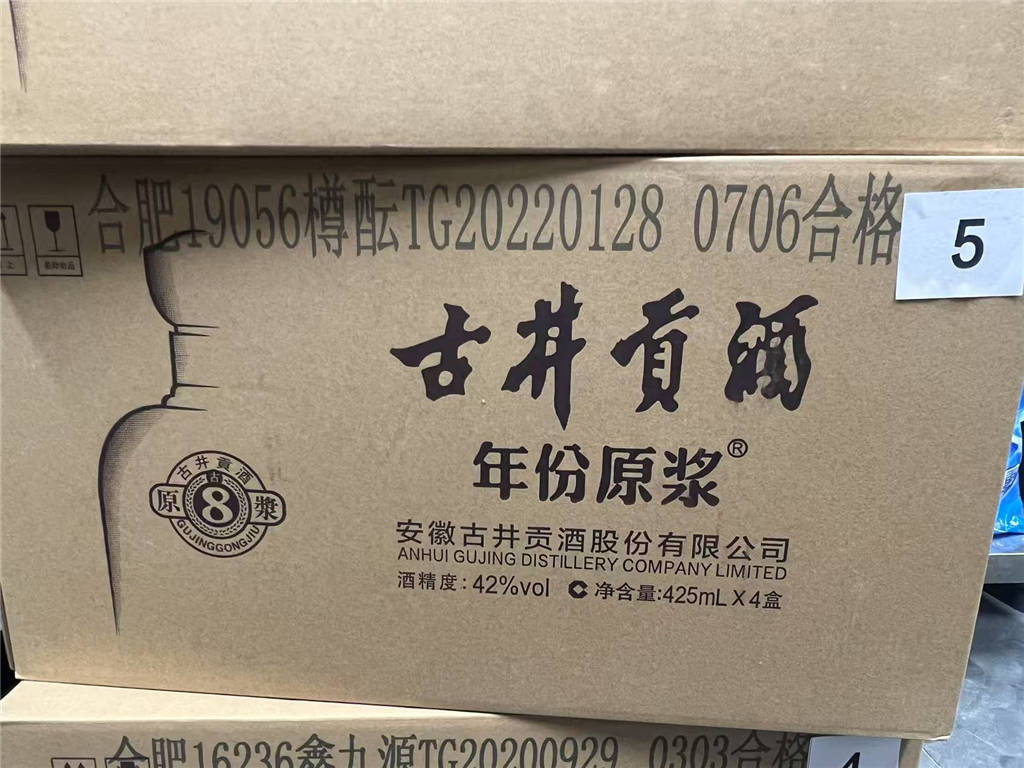 合肥19056樽酝TG20220128 0706合格
5
古井贡酒
年份原浆®
古井貢酒
古
原8漿
GUJINGGONGJIU
安徽古井贡酒股份有限公司
ANHUI GUJING DISTILLERY COMPANY LIMITED
酒精度：42%vol 净含量:425mL X 4盒
合肥16236鑫九源TG20200929 0303合格
4